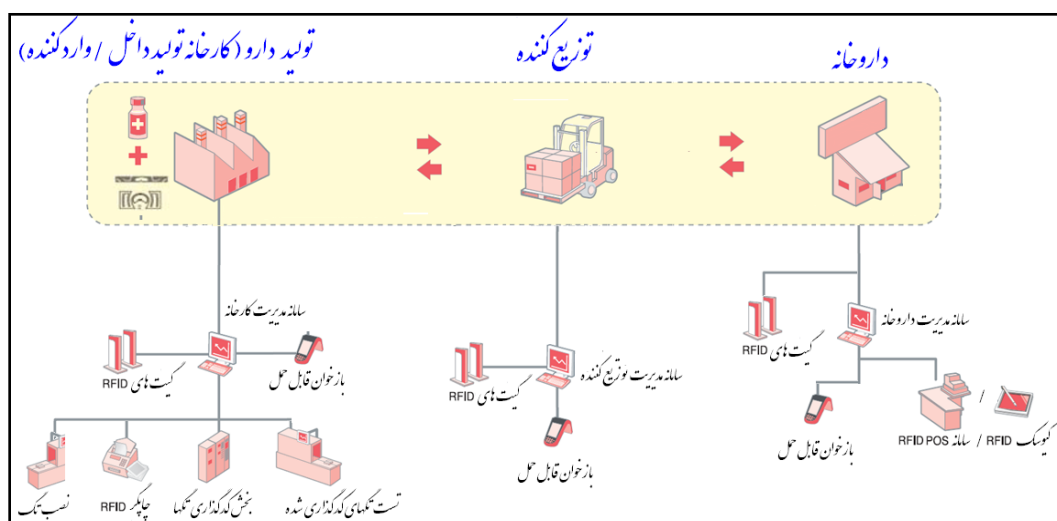 داروخانه
توزیع کننده
تولید دارو (کارخانه تولید داخل / واردکننده)
سامانه مدیریت داروخانه
گیت های RFID
بازخوان قابل حمل
کیوسک RFID / سامانه RFID POS
/
سامانه مدیریت توزیع کننده
گیت های RFID
بازخوان قابل حمل
سامانه مدیریت کارخانه
بازخوان قابل حمل
گیت های RFID
تست تگهای کدگذاری شده
بخش کدگذاری تگها
چاپگر RFID
نصب تگ